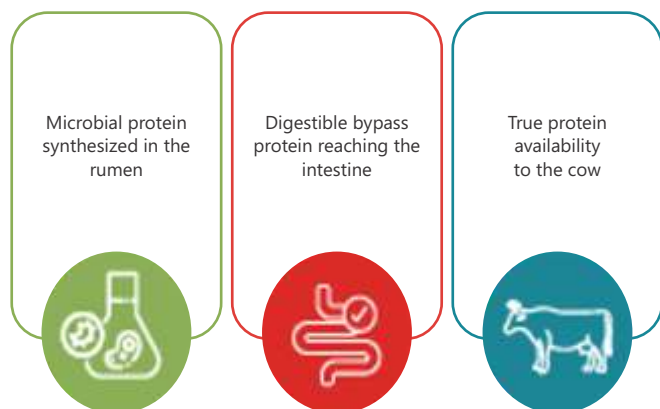 Microbial protein
synthesized in the
rumen
Digestible bypass
protein reaching the
intestine
True protein
availability
to the cow